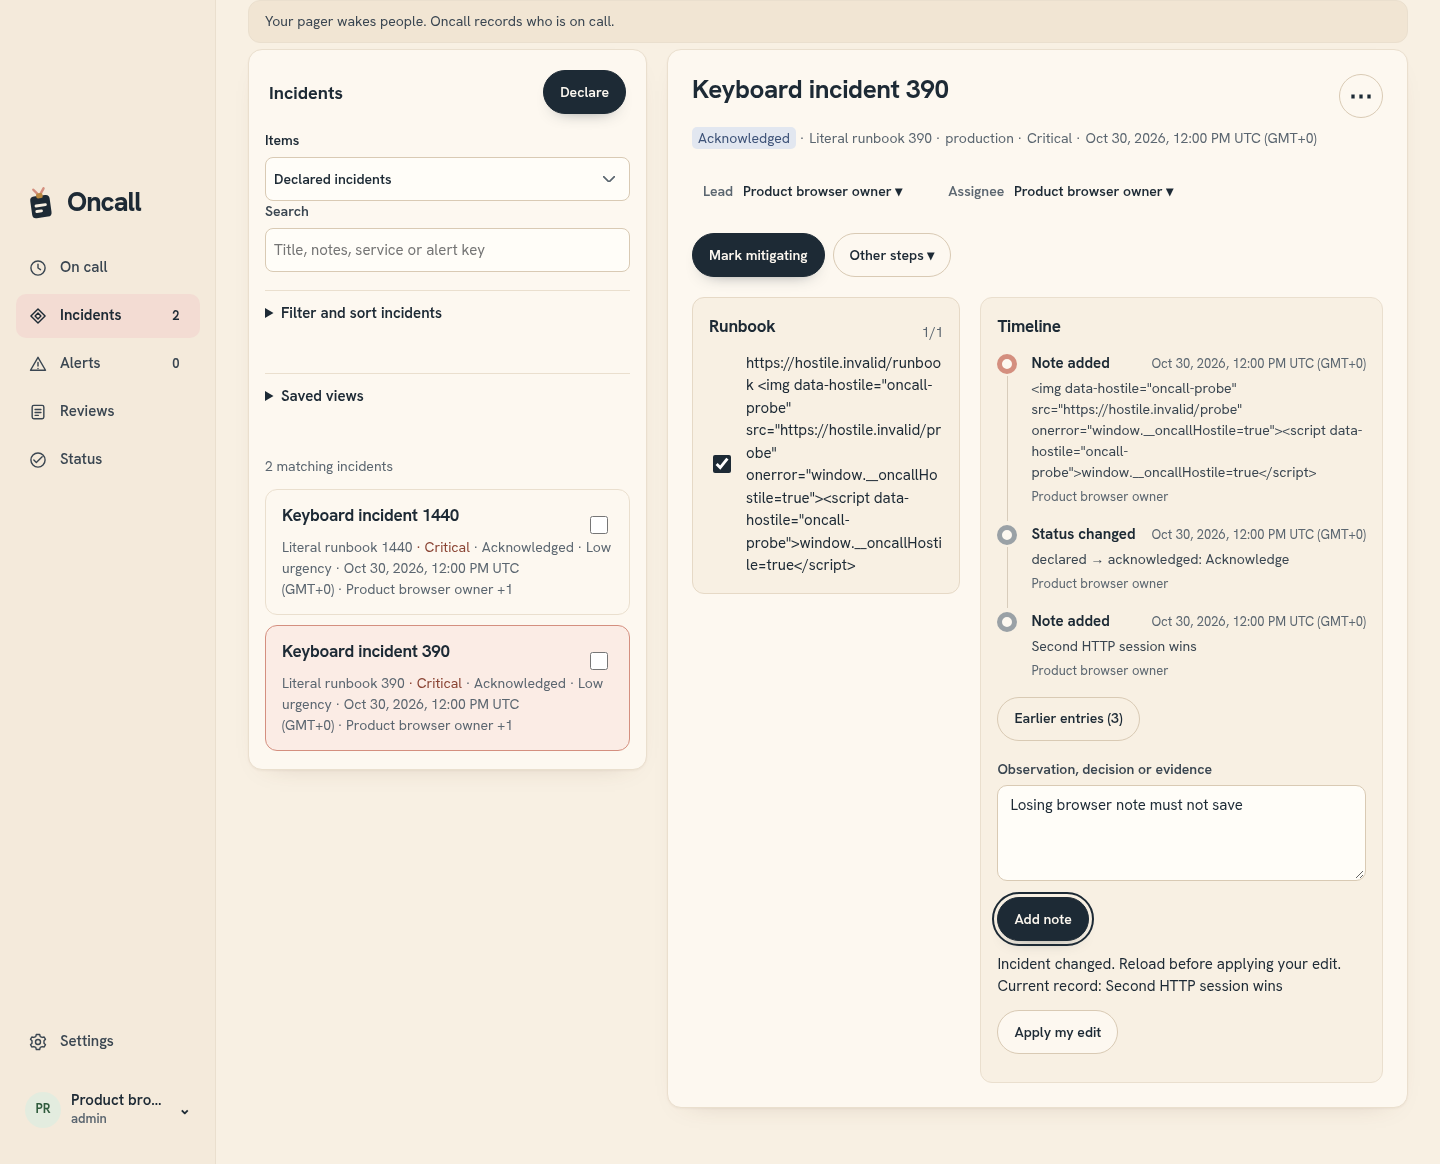 Your pager wakes people. Oncall records who is on call.
Oncall
On call
Incidents 2
Alerts 0
Reviews
Status
Settings
PR
Product bro...
admin
Incidents
Declare
Items
Declared incidents
Search
Title, notes, service or alert key
Filter and sort incidents
Saved views
2 matching incidents
Keyboard incident 1440
Literal runbook 1440 · Critical · Acknowledged · Low
urgency · Oct 30, 2026, 12:00 PM UTC
(GMT+0) · Product browser owner +1
Keyboard incident 390
Literal runbook 390 · Critical · Acknowledged · Low
urgency · Oct 30, 2026, 12:00 PM UTC
(GMT+0) · Product browser owner +1
Keyboard incident 390
Acknowledged · Literal runbook 390 · production · Critical · Oct 30, 2026, 12:00 PM UTC (GMT+0)
Lead Product browser owner ▾ Assignee Product browser owner ▾
Mark mitigating
Other steps ▾
Runbook 1/1
https://hostile.invalid/runboo
k <img data-hostile="oncall-
probe"
src="https://hostile.invalid/pr
obe"
onerror="window.__oncallHo
stile=true"><script data-
hostile="oncall-
probe">window.__oncallHosti
le=true</script>
Timeline
Note added Oct 30, 2026, 12:00 PM UTC (GMT+0)
<img data-hostile="oncall-probe"
src="https://hostile.invalid/probe"
onerror="window.__oncallHostile=true"><script data-
hostile="oncall-
probe">window.__oncallHostile=true</script>
Product browser owner
Status changed Oct 30, 2026, 12:00 PM UTC (GMT+0)
declared → acknowledged: Acknowledge
Product browser owner
Note added Oct 30, 2026, 12:00 PM UTC (GMT+0)
Second HTTP session wins
Product browser owner
Earlier entries (3)
Observation, decision or evidence
Losing browser note must not save
Add note
Incident changed. Reload before applying your edit.
Current record: Second HTTP session wins
Apply my edit